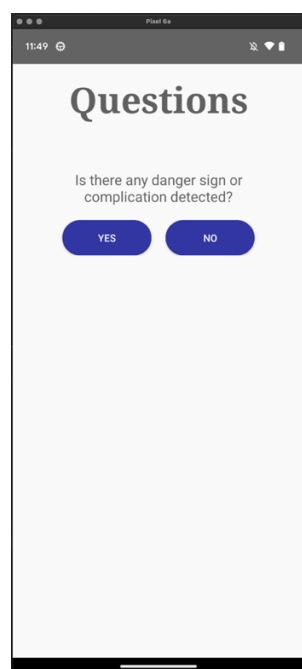 Pixel 6a
11:49
Questions
Is there any danger sign or
complication detected?
YES NO